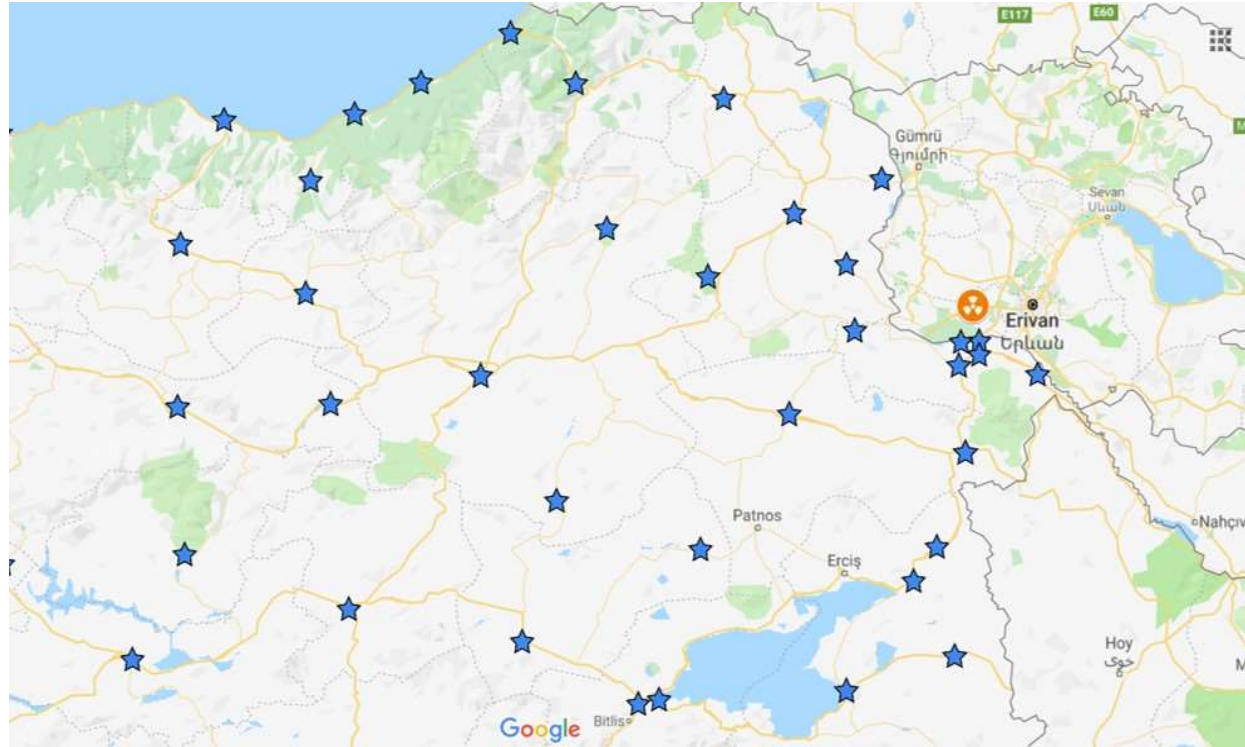 E117
E60
M
Gümrü
Գյումրի
Sevan
Սևան
Erivan
Երևան
Patnos
Erciş
Nahçıv
Hoy
خوی
M
Bitlis
Google